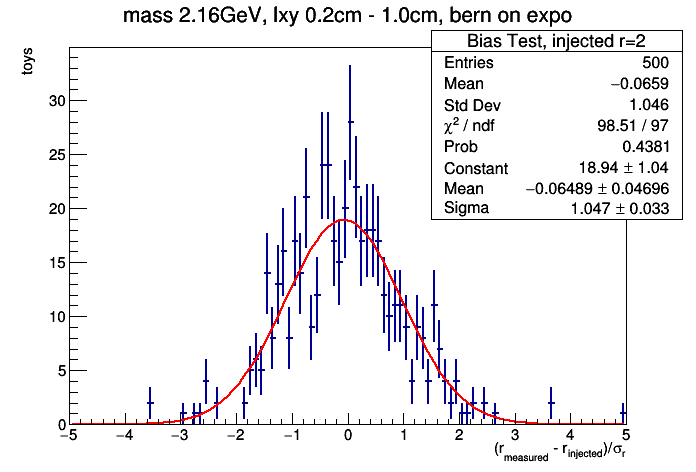 mass 2.16GeV, lxy 0.2cm - 1.0cm, bern on expo
Bias Test, injected r=2
Entries 500
Mean −0.0659
Std Dev 1.046
χ² / ndf 98.51 / 97
Prob 0.4381
Constant 18.94 ± 1.04
Mean −0.06489 ± 0.04696
Sigma 1.047 ± 0.033
toys
30
25
20
15
10
5
0
−5 −4 −3 −2 −1 0 1 2 3 4 5
(r_measured - r_injected)/σ_r